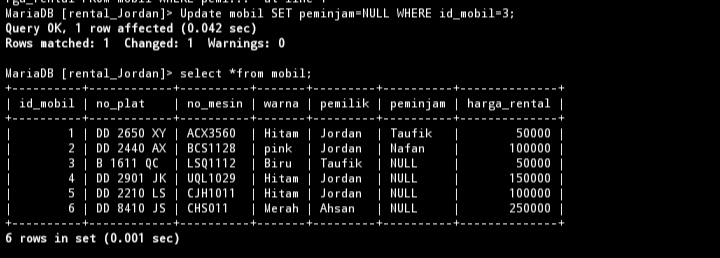 MariaDB [rental_Jordan]> Update mobil SET peminjam=NULL WHERE id_mobil=3;
Query OK, 1 row affected (0.042 sec)
Rows matched: 1  Changed: 1  Warnings: 0
MariaDB [rental_Jordan]> select *from mobil;
+----------+------------+----------+-------+---------+----------+--------------+
| id_mobil | no_plat    | no_mesin | warna | pemilik | peminjam | harga_rental |
+----------+------------+----------+-------+---------+----------+--------------+
|        1 | DD 2650 XY | ACX3560  | Hitam | Jordan  | Taufik   |        50000 |
|        2 | DD 2440 AX | BCS1128  | pink  | Jordan  | Nafan    |       100000 |
|        3 | B 1611 QC  | LSQ1112  | Biru  | Taufik  | NULL     |        50000 |
|        4 | DD 2901 JK | UQL1029  | Hitam | Jordan  | NULL     |       150000 |
|        5 | DD 2210 LS | CJH1011  | Hitam | Jordan  | NULL     |       100000 |
|        6 | DD 8410 JS | CHS011   | Merah | Ahsan   | NULL     |       250000 |
+----------+------------+----------+-------+---------+----------+--------------+
6 rows in set (0.001 sec)